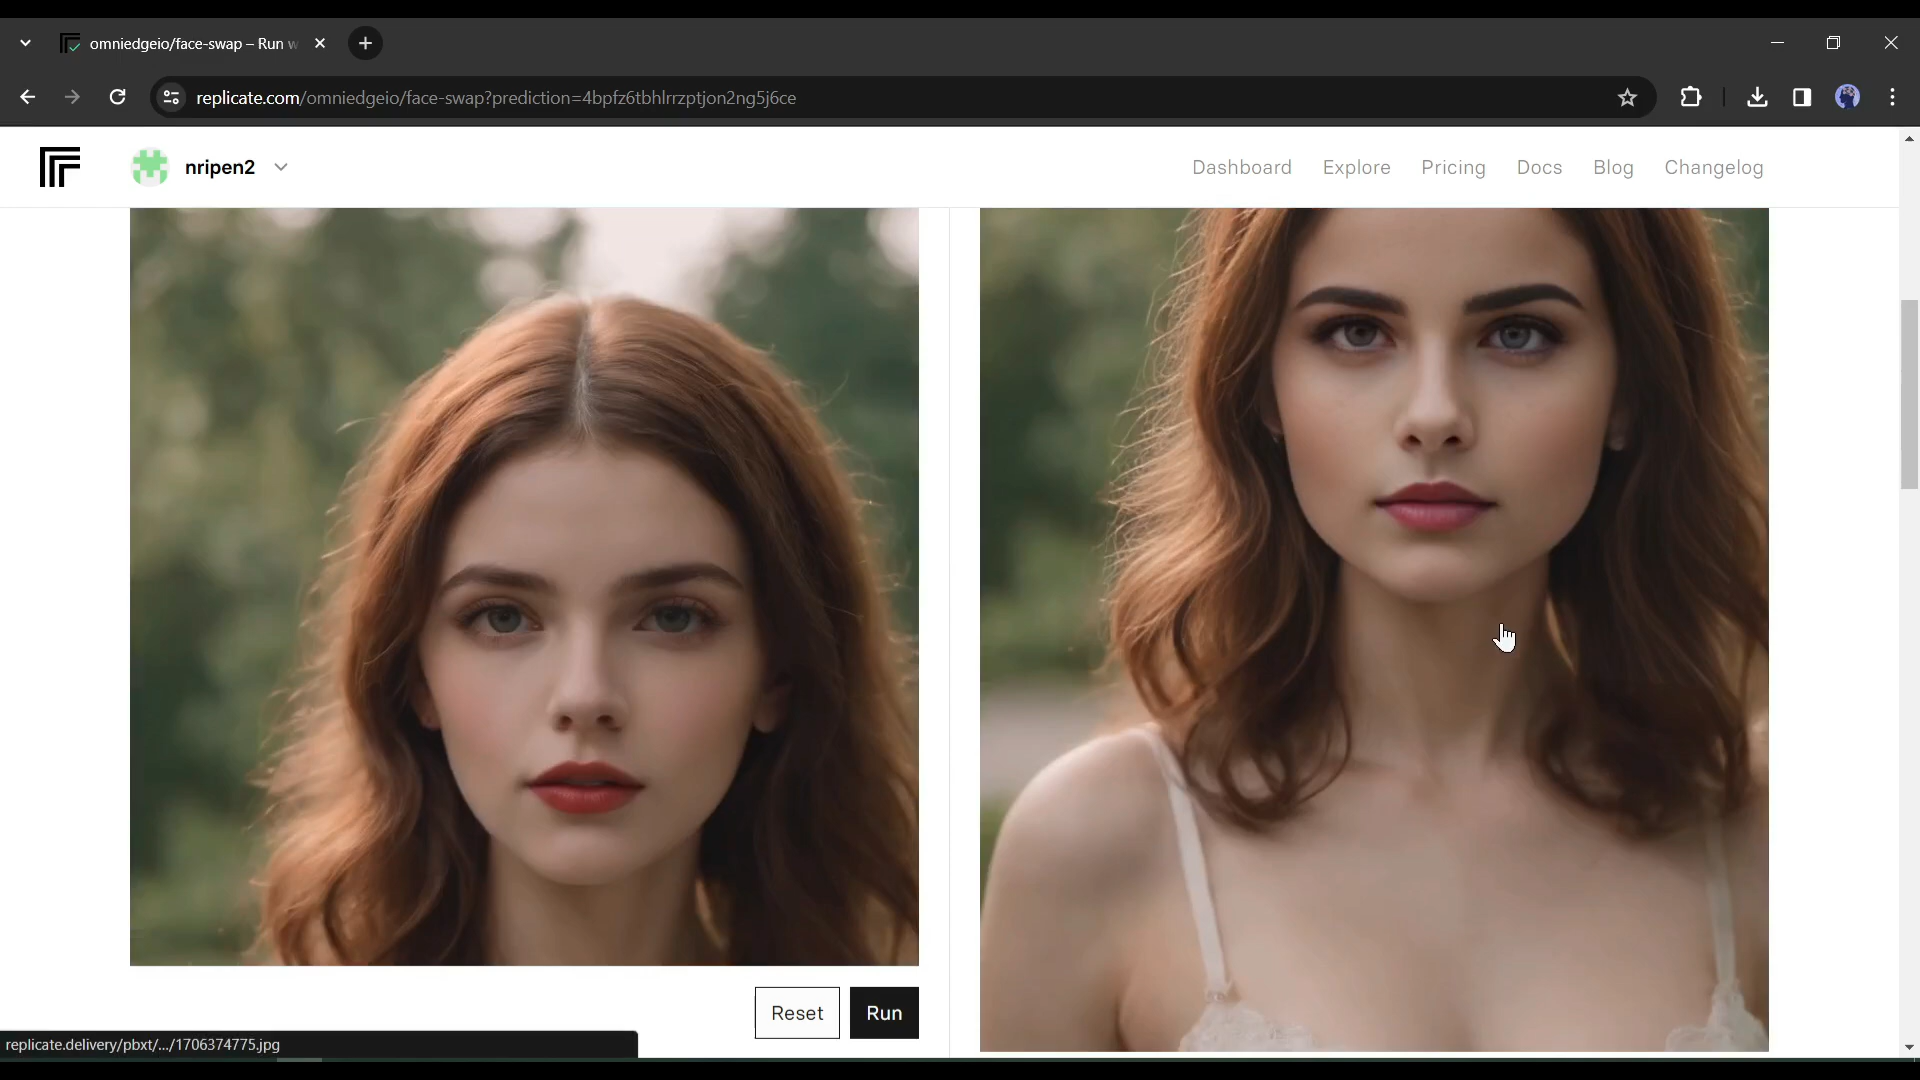 omniedgeio/face-swap – Run w
replicate.com/omniedgeio/face-swap?prediction=4bpfz6tbhlrrzptjon2ng5j6ce
nripen2
Dashboard Explore Pricing Docs Blog Changelog
Reset Run
replicate.delivery/pbxt/.../1706374775.jpg